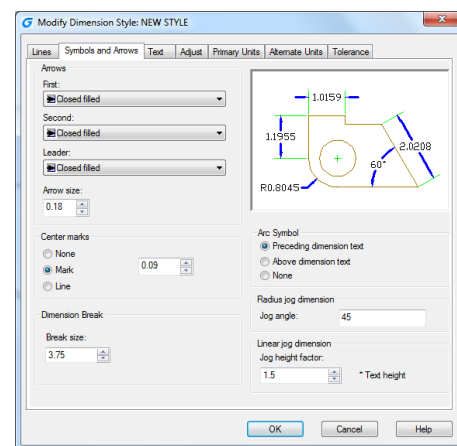 Modify Dimension Style: NEW STYLE
Lines Symbols and Arrows Text Adjust Primary Units Alternate Units Tolerance
Arrows
First:
Closed filled
Second:
Closed filled
Leader:
Closed filled
Arrow size:
0.18
Center marks
None
Mark
0.09
Line
Dimension Break
Break size:
3.75
1.0159
1.1955
2.0208
60°
R0.8045
Arc Symbol
Preceding dimension text
Above dimension text
None
Radius jog dimension
Jog angle:
45
Linear jog dimension
Jog height factor:
1.5
* Text height
OK Cancel Help